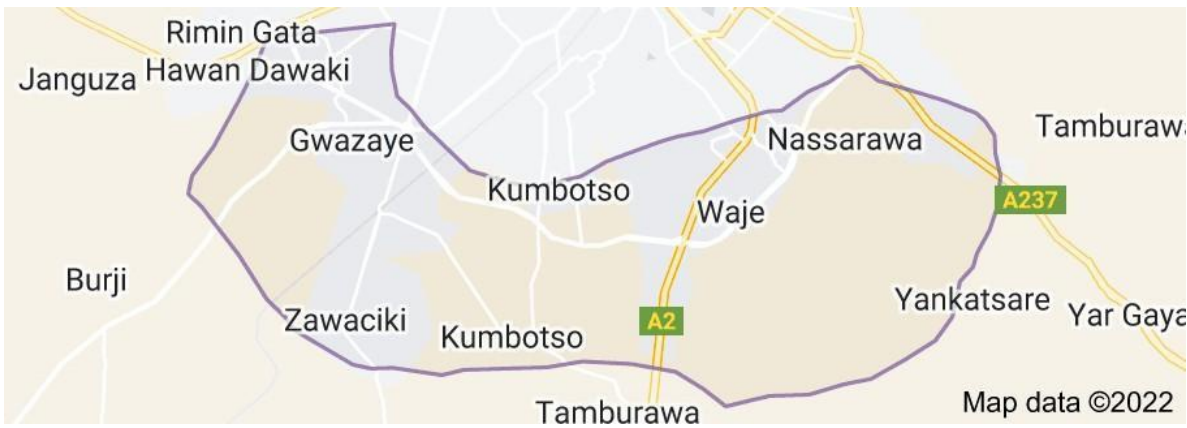 Rimin Gata
Janguza
Hawan Dawaki
Gwazaye
Nassarawa
Tamburawa
Kumbotso
A237
Waje
Burji
Yankatsare
Zawaciki
A2
Yar Gaya
Kumbotso
Map data ©2022
Tamburawa